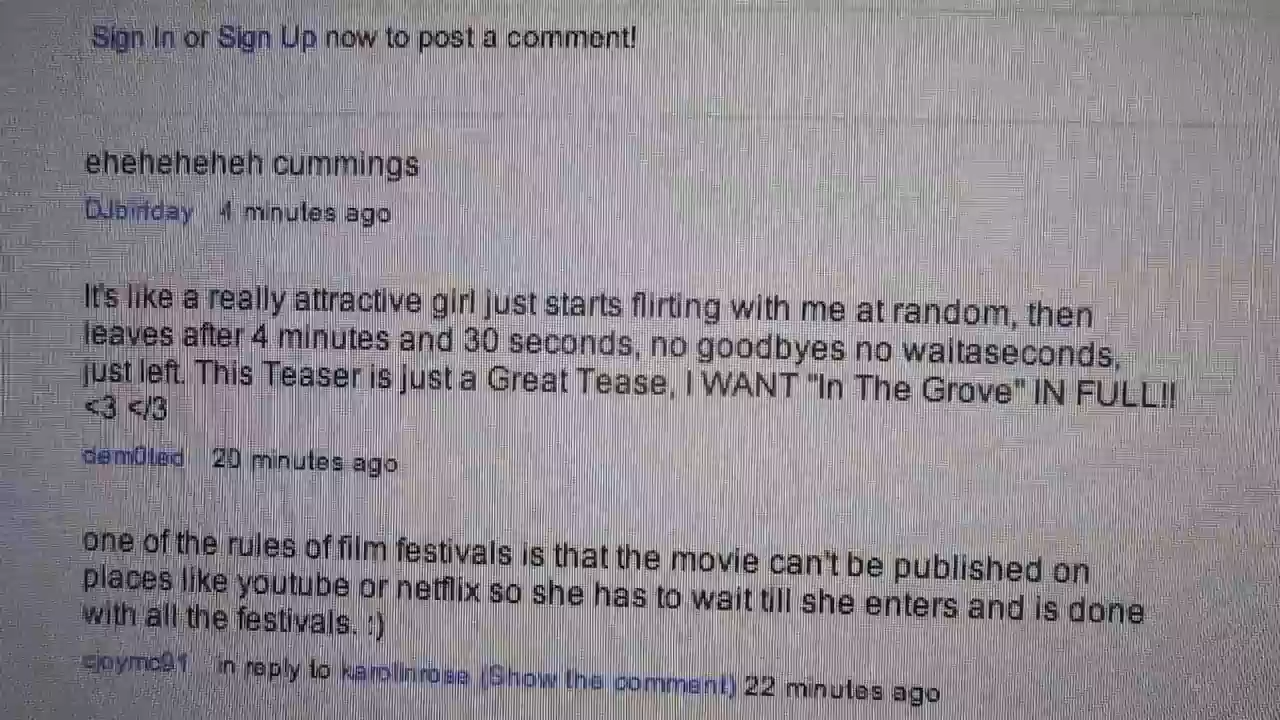 Sign In or Sign Up now to post a comment!
eheheheheh cummings
4 minutes ago
It's like a really attractive girl just starts flirting with me at random, then
leaves after 4 minutes and 30 seconds, no goodbyes no waitaseconds,
just left. This Teaser is just a Great Tease, I WANT "In The Grove" IN FULL!!
<3 </3
dem0led 20 minutes ago
one of the rules of film festivals is that the movie can't be published on
places like youtube or netflix so she has to wait till she enters and is done
with all the festivals. :)
in reply to karolinrose (Show the comment) 22 minutes ago